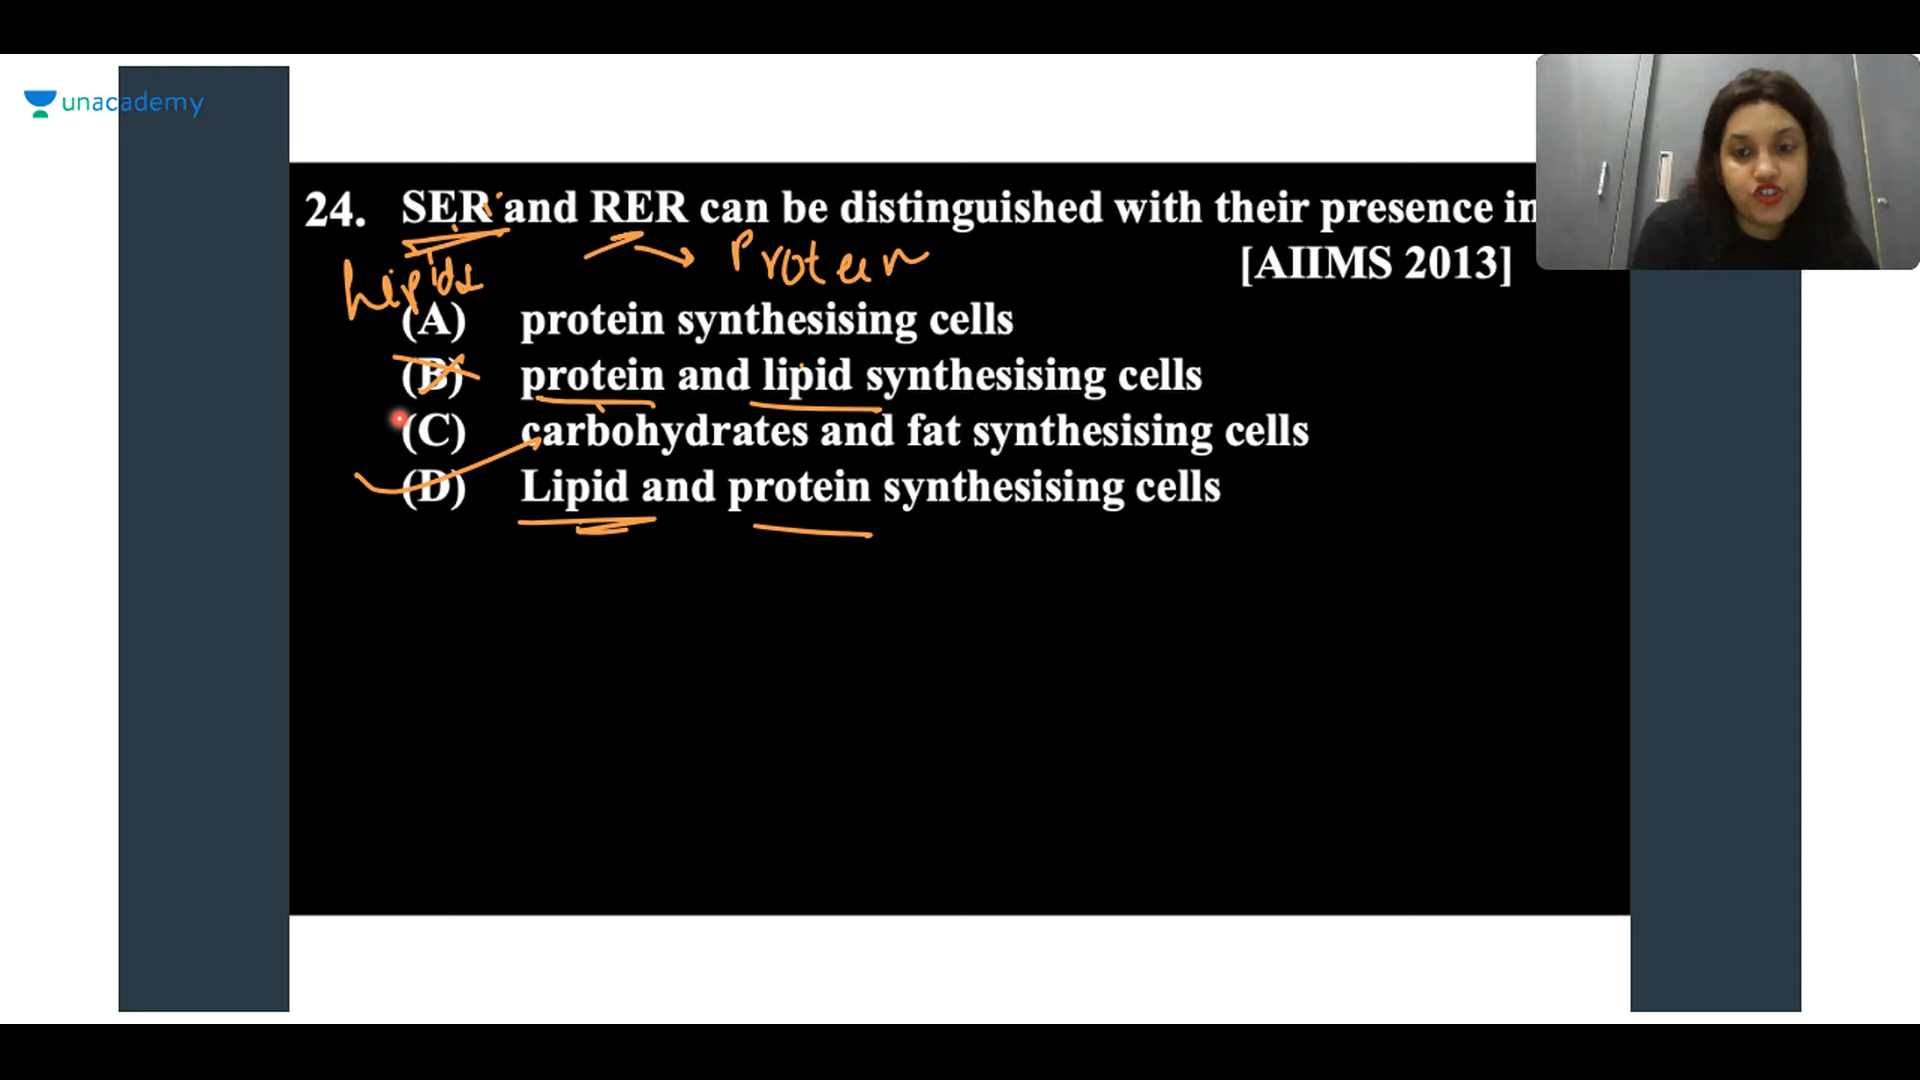 unacademy
24. SER and RER can be distinguished with their presence in
Lipids
Protein
[AIIMS 2013]
(A) protein synthesising cells
(B) protein and lipid synthesising cells
(C) carbohydrates and fat synthesising cells
(D) Lipid and protein synthesising cells